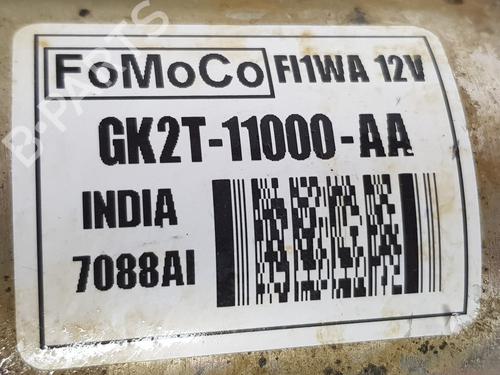 FoMoCo FI1WA 12V
GK2T-11000-AA
INDIA
7088AI
B-PARTS